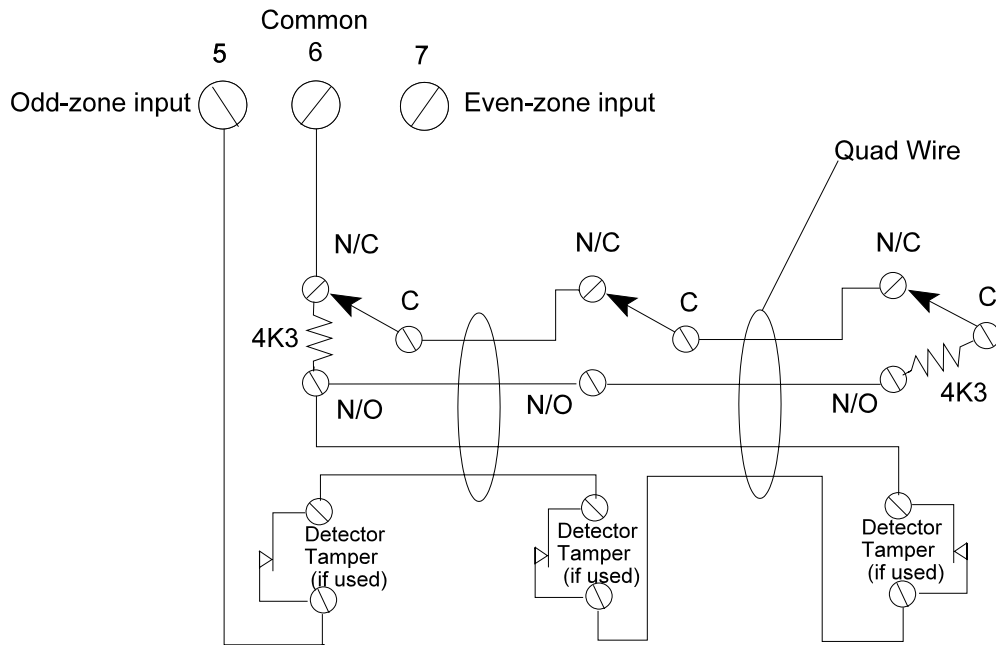 Common
5
6
7
Odd-zone input
Even-zone input
Quad Wire
N/C
N/C
N/C
C
C
C
4K3
4K3
N/O
N/O
N/O
Detector
Tamper
(if used)
Detector
Tamper
(if used)
Detector
Tamper
(if used)